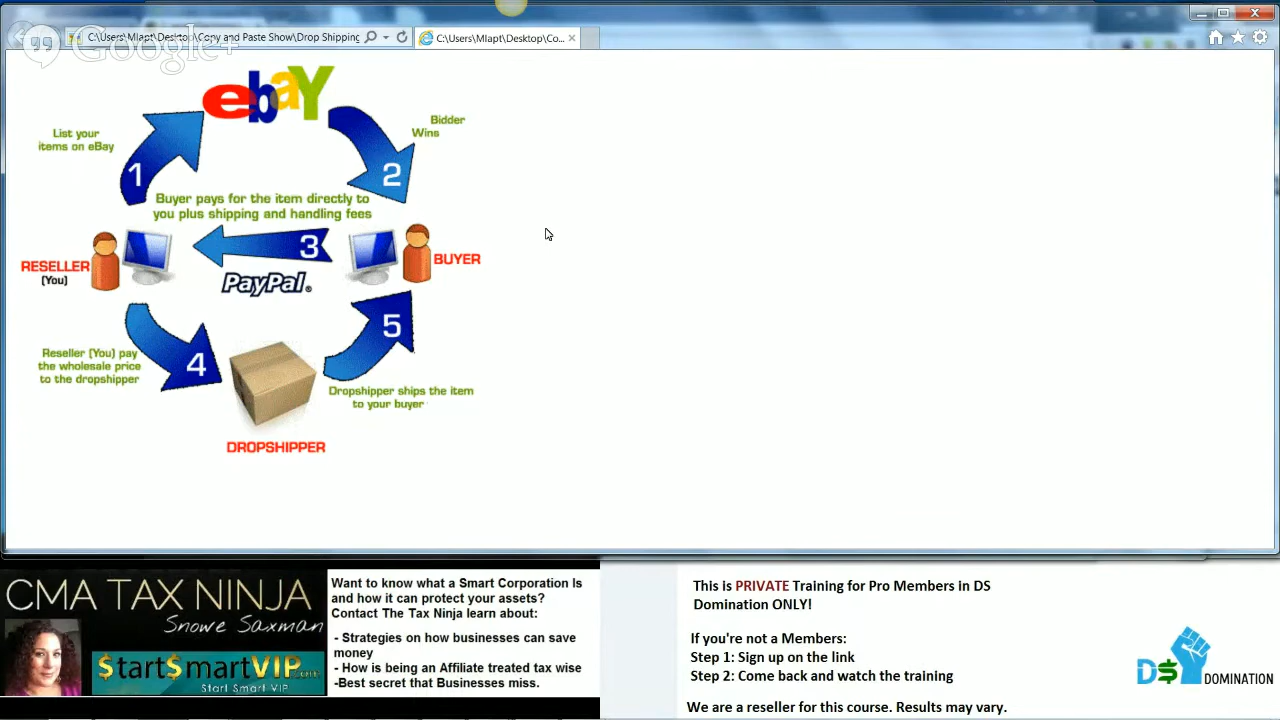 C:\Users\Mlapt\Desktop\Copy and Paste Show\Drop Shipping
C:\Users\Mlapt\Desktop\Co...
Google+
ebay
List your
items on eBay
1
Bidder
Wins
2
Buyer pays for the item directly to
you plus shipping and handling fees
3
PayPal
RESELLER
(You)
BUYER
Reseller (You) pay
the wholesale price
to the dropshipper
4
5
Dropshipper ships the item
to your buyer
DROPSHIPPER
CMA TAX NINJA
Snowe Saxman
$tart$martVIP.com
Start Smart VIP
Want to know what a Smart Corporation Is
and how it can protect your assets?
Contact The Tax Ninja learn about:
- Strategies on how businesses can save
money
- How is being an Affiliate treated tax wise
-Best secret that Businesses miss.
This is PRIVATE Training for Pro Members in DS
Domination ONLY!
If you're not a Members:
Step 1: Sign up on the link
Step 2: Come back and watch the training
We are a reseller for this course. Results may vary.
D$ DOMINATION